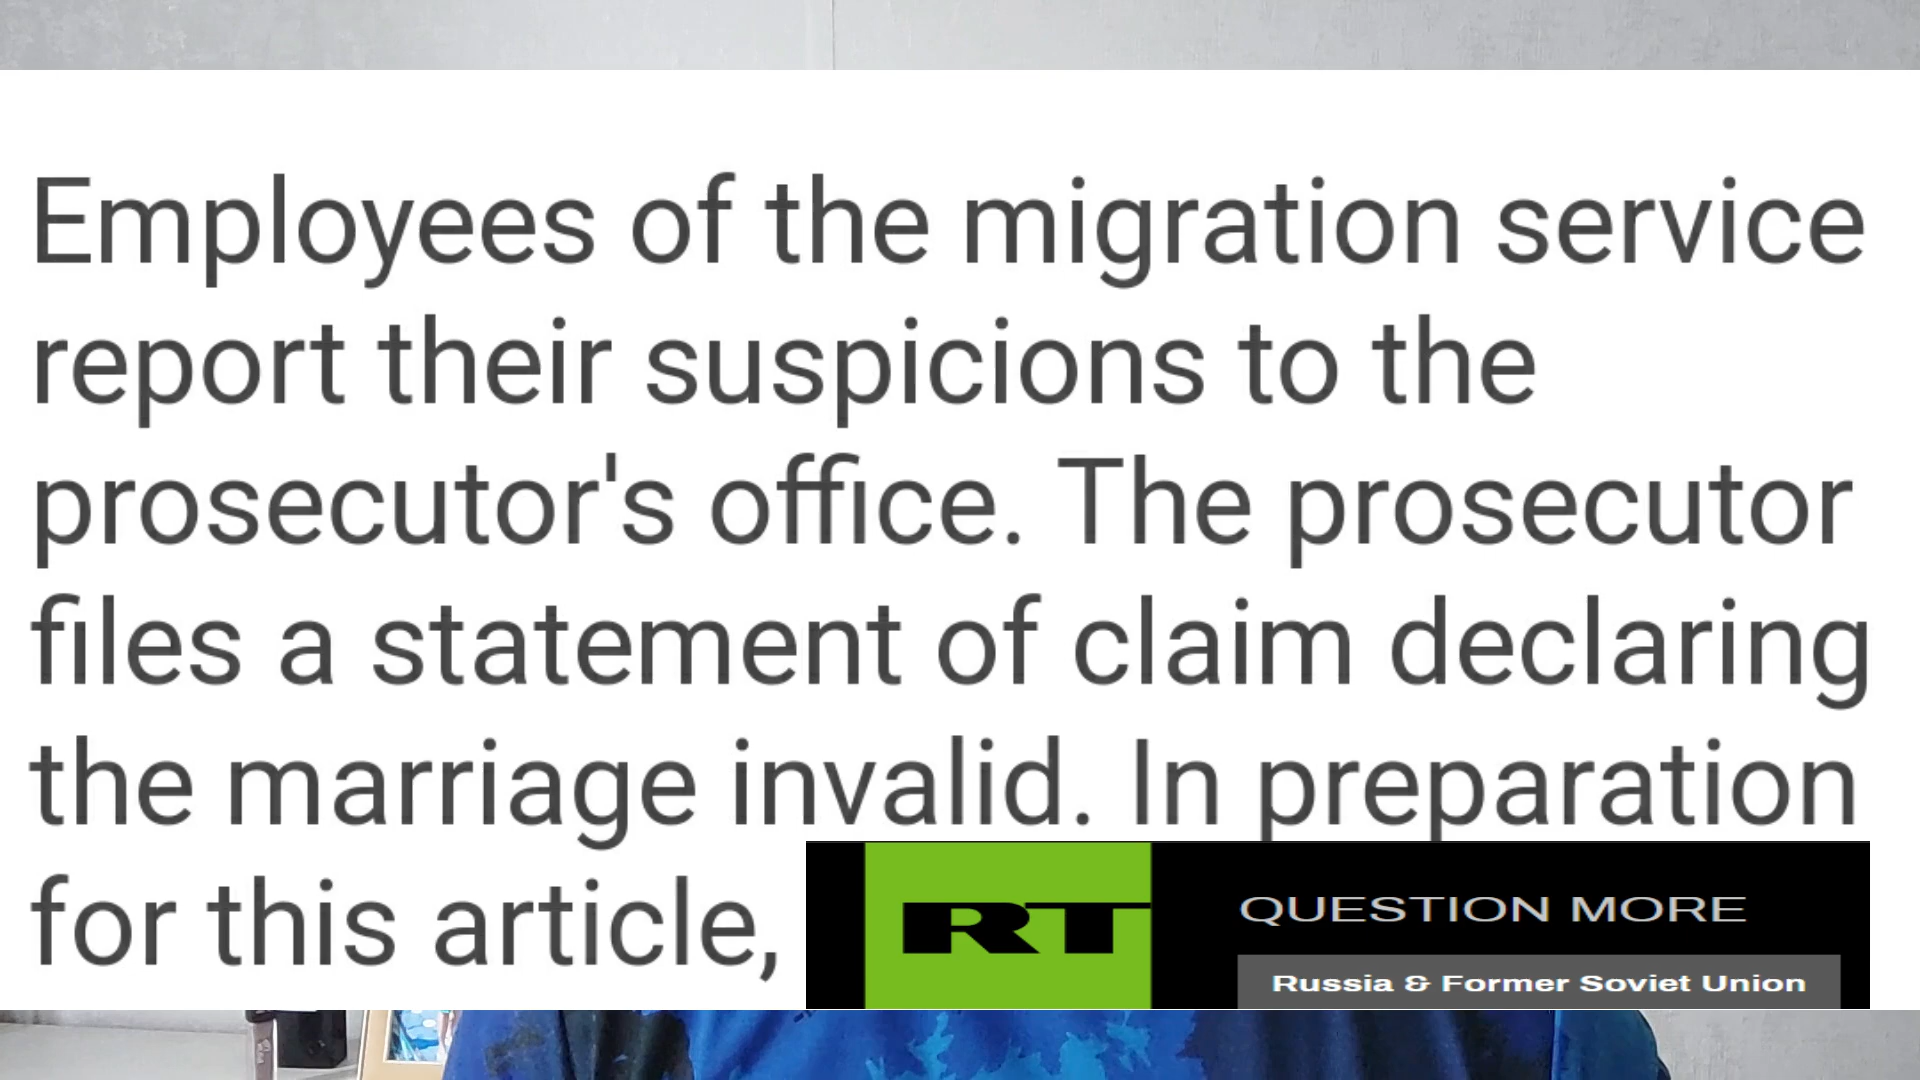 Employees of the migration service
report their suspicions to the
prosecutor's office. The prosecutor
files a statement of claim declaring
the marriage invalid. In preparation
for this article,
RT
QUESTION MORE
Russia & Former Soviet Union